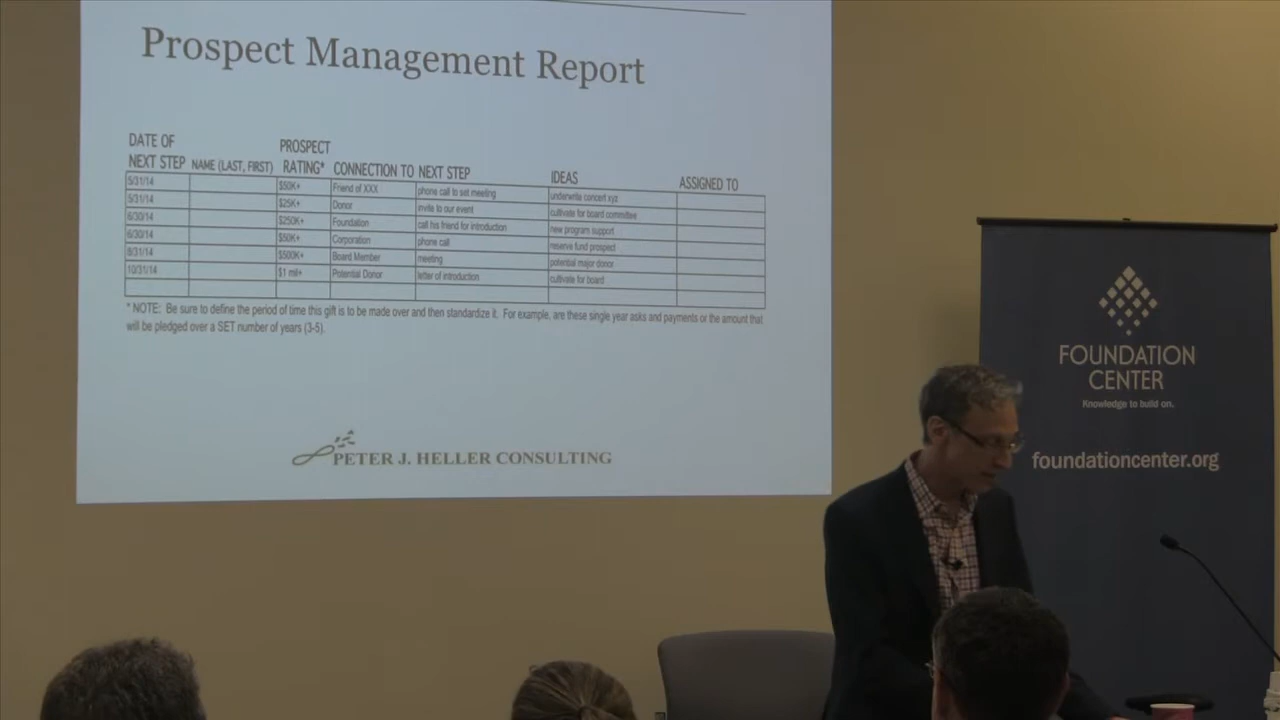 Prospect Management Report
DATE OF NEXT STEP NAME (LAST, FIRST) PROSPECT RATING* CONNECTION TO NEXT STEP IDEAS ASSIGNED TO
5/31/14 $50K+ Friend of XXX phone call to set meeting underwrite concert xyz
5/31/14 $25K+ Donor invite to our event cultivate for board committee
6/30/14 $250K+ Foundation call his friend for introduction new program support
6/30/14 $50K+ Corporation phone call reserve fund prospect
8/31/14 $500K+ Board Member meeting potential major donor
10/31/14 $1 mil+ Potential Donor letter of introduction cultivate for board
* NOTE: Be sure to define the period of time this gift is to be made over and then standardize it. For example, are these single year asks and payments or the amount that
will be pledged over a SET number of years (3-5).
PETER J. HELLER CONSULTING
FOUNDATION
CENTER
Knowledge to build on.
foundationcenter.org